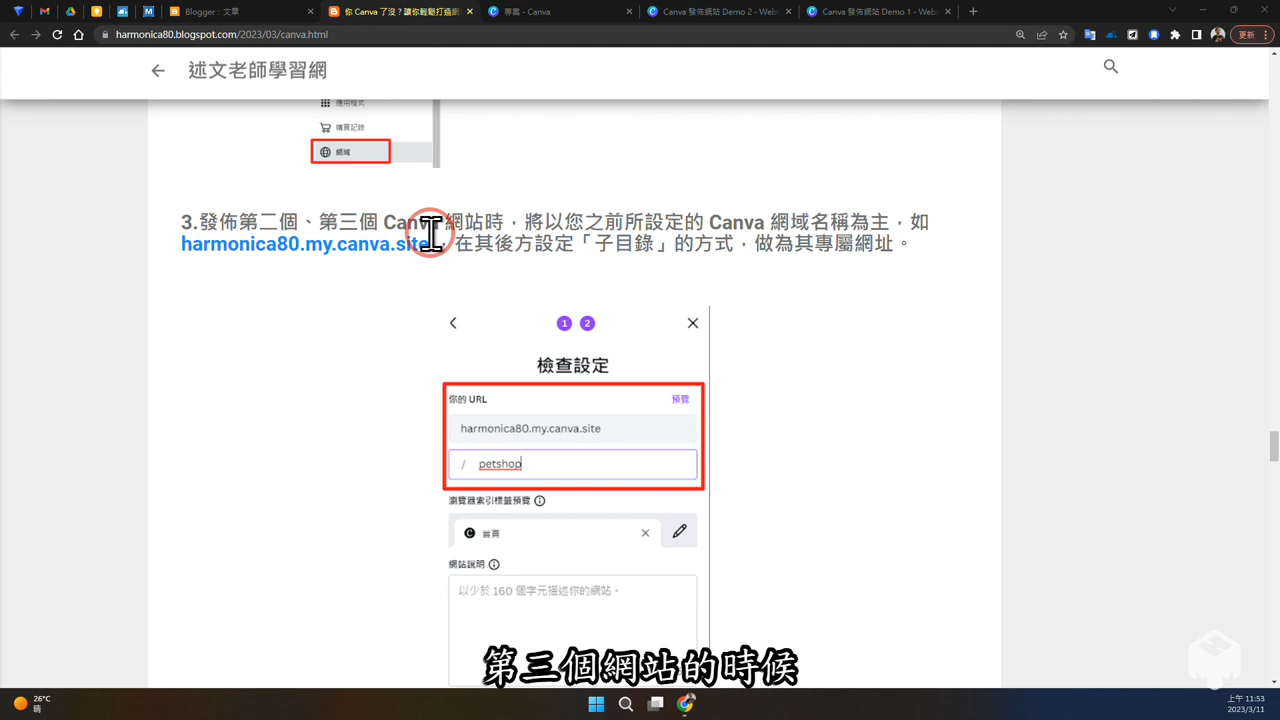 Blogger : 文章
你 Canva 了沒？讓你輕鬆打造網
專案 - Canva
Canva 發佈網站 Demo 2 - Webs
Canva 發佈網站 Demo 1 - Webs
harmonica80.blogspot.com/2023/03/canva.html
更新
述文老師學習網
應用程式
購買記錄
網域
3.發佈第二個、第三個 Canva 網站時，將以您之前所設定的 Canva 網域名稱為主，如
harmonica80.my.canva.site 在其後方設定「子目錄」的方式，做為其專屬網址。
1 2
檢查設定
你的 URL 預覽
harmonica80.my.canva.site
/ petshop
瀏覽器索引標籤預覽
首頁
網站說明
以少於 160 個字元描述你的網站。
第三個網站的時候
26°C
晴
上午 11:53
2023/3/11